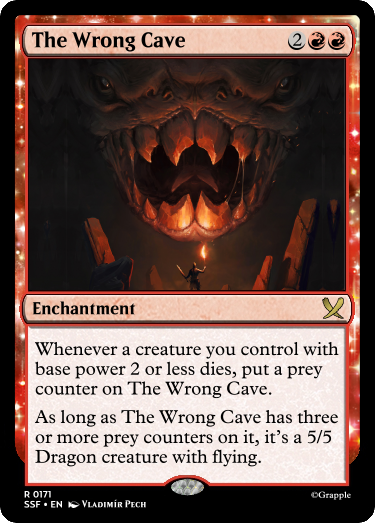 The Wrong Cave 2
Enchantment
Whenever a creature you control with
base power 2 or less dies, put a prey
counter on The Wrong Cave.
As long as The Wrong Cave has three
or more prey counters on it, it's a 5/5
Dragon creature with flying.
R 0171
SSF • EN Vladimír Pech
©Grapple